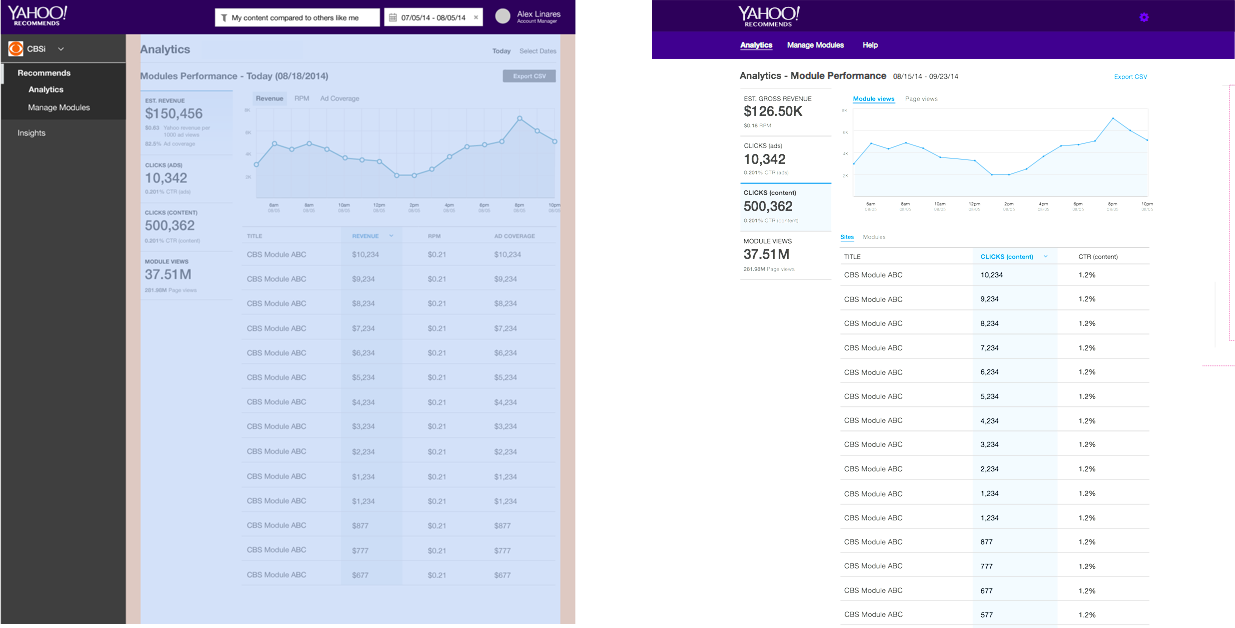 YAHOO!
RECOMMENDS
My content compared to others like me
07/05/14 - 08/05/14 ×
Alex Linares
Account Manager
CBSi
Recommends
Analytics
Manage Modules
Insights
Analytics
Today Select Dates
Modules Performance - Today (08/18/2014)
Export CSV
EST. REVENUE
$150,456
$0.83 Yahoo revenue per
1000 ad views
82.5% Ad coverage
CLICKS (ADS)
10,342
0.201% CTR (ads)
CLICKS (CONTENT)
500,362
0.201% CTR (content)
MODULE VIEWS
37.51M
261.98M Page views
Revenue RPM Ad Coverage
8K
6K
4K
2K
8am 8am 10am 12pm 2pm 4pm 6pm 8pm 10pm
TITLE REVENUE RPM AD COVERAGE
CBS Module ABC $10,234 $0.21 $10,234
CBS Module ABC $9,234 $0.21 $9,234
CBS Module ABC $8,234 $0.21 $8,234
CBS Module ABC $7,234 $0.21 $7,234
CBS Module ABC $6,234 $0.21 $6,234
CBS Module ABC $5,234 $0.21 $5,234
CBS Module ABC $4,234 $0.21 $4,234
CBS Module ABC $3,234 $0.21 $3,234
CBS Module ABC $2,234 $0.21 $2,234
CBS Module ABC $1,234 $0.21 $1,234
CBS Module ABC $1,234 $0.21 $1,234
CBS Module ABC $877 $0.21 $877
CBS Module ABC $777 $0.21 $777
CBS Module ABC $677 $0.21 $677
YAHOO!
RECOMMENDS
Analytics Manage Modules Help
Analytics - Module Performance 08/15/14 - 09/23/14
Export CSV
EST. GROSS REVENUE
$126.50K
$0.18 RPM
CLICKS (ads)
10,342
0.201% CTR (ads)
CLICKS (content)
500,362
0.201% CTR (content)
MODULE VIEWS
37.51M
261.98M Page views
Module views Page views
8K
6K
4K
2K
6am 8am 10am 12pm 2pm 4pm 6pm 8pm 10pm
Sites Modules
TITLE CLICKS (content) CTR (content)
CBS Module ABC 10,234 1.2%
CBS Module ABC 9,234 1.2%
CBS Module ABC 8,234 1.2%
CBS Module ABC 7,234 1.2%
CBS Module ABC 6,234 1.2%
CBS Module ABC 5,234 1.2%
CBS Module ABC 4,234 1.2%
CBS Module ABC 3,234 1.2%
CBS Module ABC 2,234 1.2%
CBS Module ABC 1,234 1.2%
CBS Module ABC 1,234 1.2%
CBS Module ABC 877 1.2%
CBS Module ABC 777 1.2%
CBS Module ABC 677 1.2%
CBS Module ABC 577 1.2%